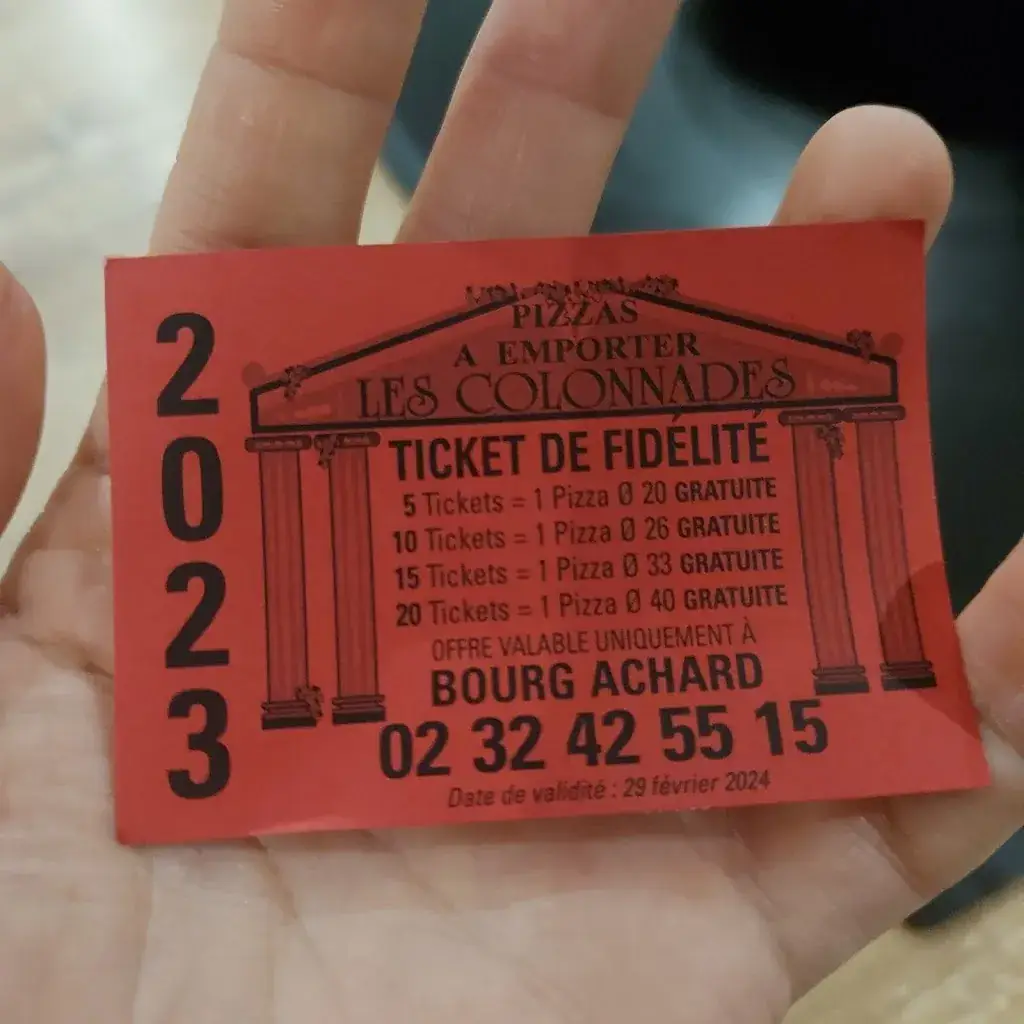 2023
PIZZAS
A EMPORTER
LES COLONNADES
TICKET DE FIDÉLITÉ
5 Tickets = 1 Pizza Ø 20 GRATUITE
10 Tickets = 1 Pizza Ø 26 GRATUITE
15 Tickets = 1 Pizza Ø 33 GRATUITE
20 Tickets = 1 Pizza Ø 40 GRATUITE
OFFRE VALABLE UNIQUEMENT À
BOURG ACHARD
02 32 42 55 15
Date de validité : 29 février 2024